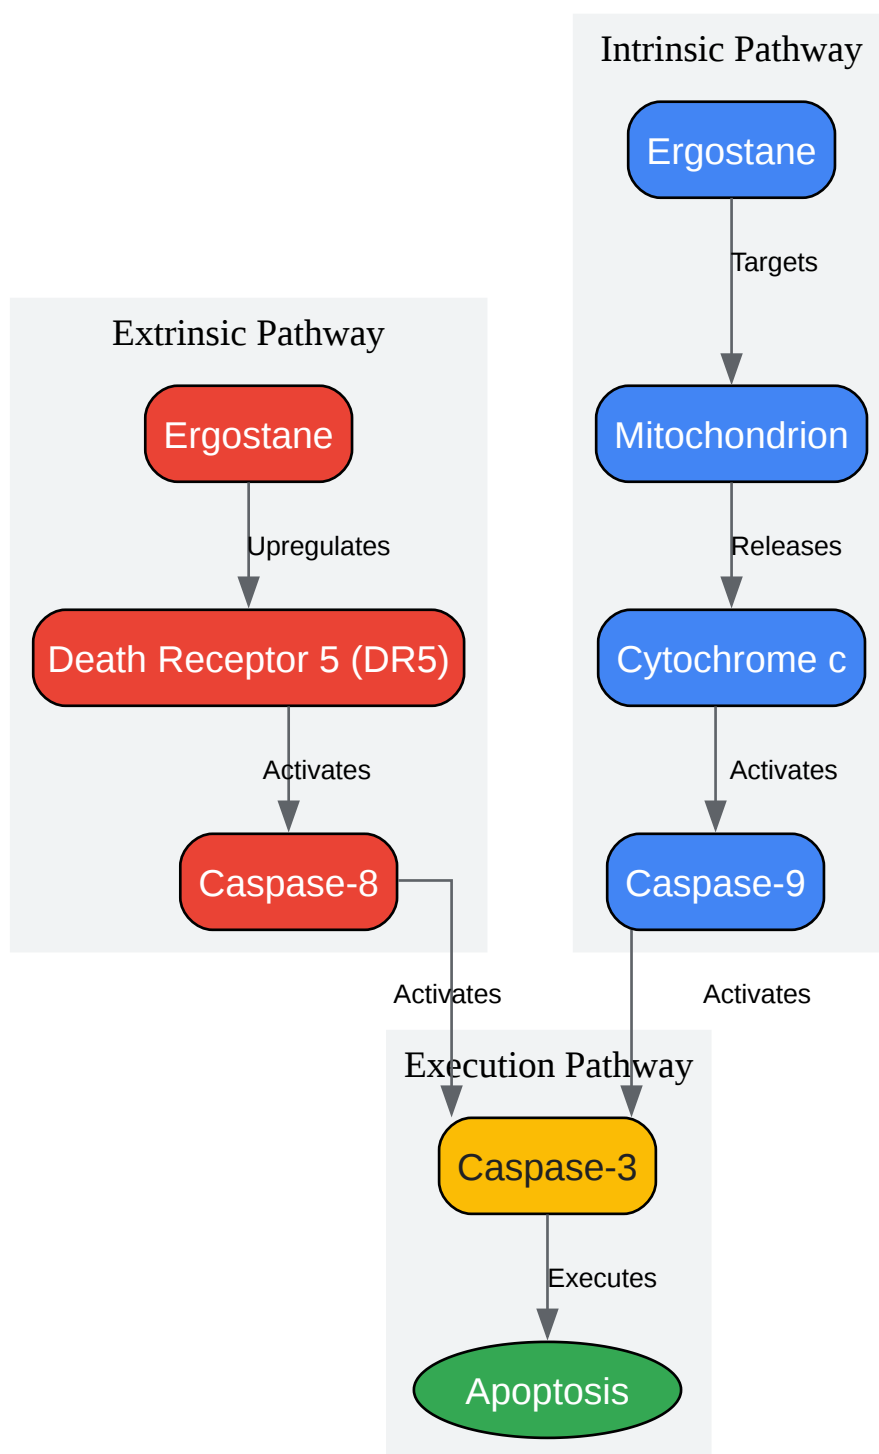 Intrinsic Pathway
Ergostane
Targets
Extrinsic Pathway
Ergostane
Mitochondrion
Upregulates
Releases
Death Receptor 5 (DR5)
Cytochrome c
Activates
Activates
Caspase-8
Caspase-9
Activates
Activates
Execution Pathway
Caspase-3
Executes
Apoptosis